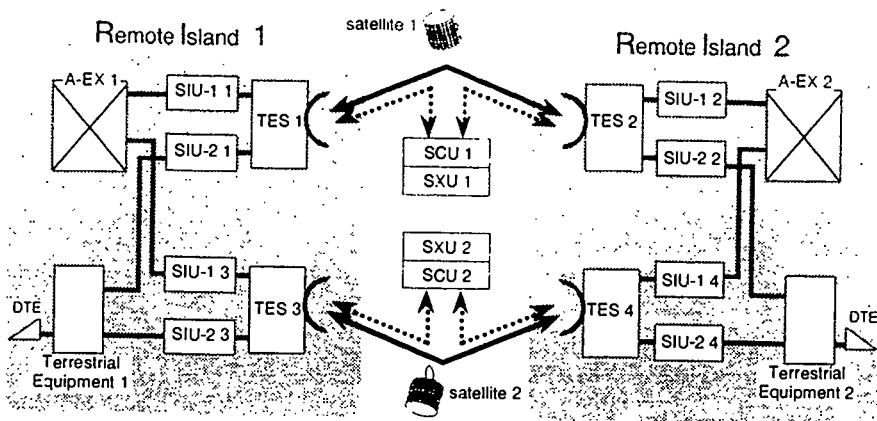 Remote Island 1
satellite 1
Remote Island 2
A-EX 1
SIU-1 1
TES 1
SIU-2 1
SCU 1
SXU 1
TES 2
SIU-1 2
SIU-2 2
A-EX 2
SXU 2
SCU 2
SIU-1 3
TES 3
SIU-2 3
DTE
Terrestrial
Equipment 1
satellite 2
TES 4
SIU-1 4
SIU-2 4
DTE
Terrestrial
Equipment 2